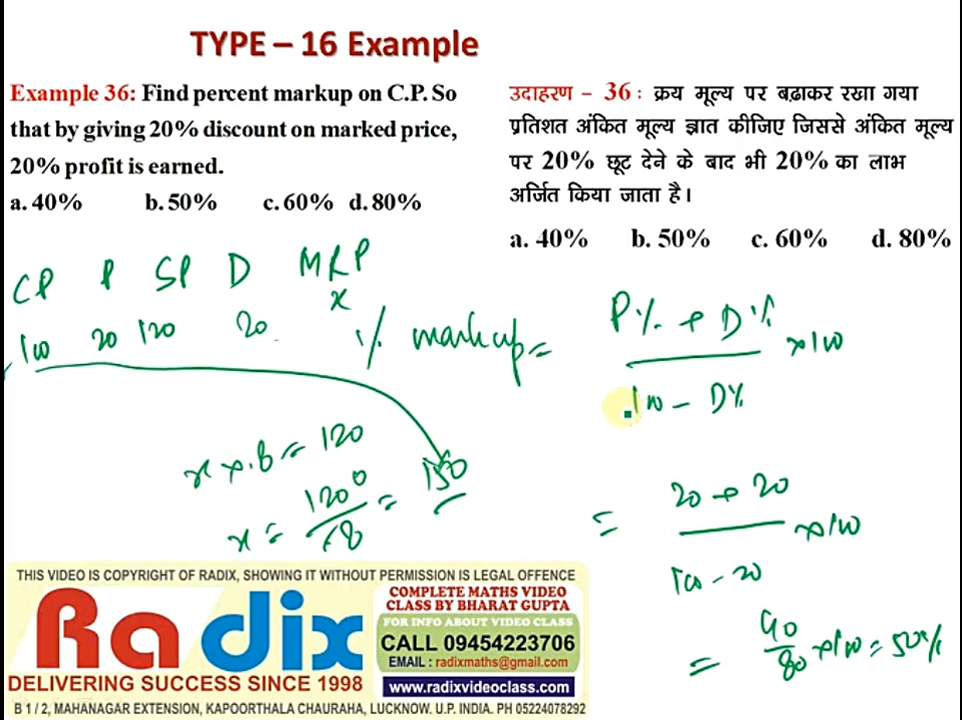 TYPE – 16 Example
Example 36: Find percent markup on C.P. So
that by giving 20% discount on marked price,
20% profit is earned.
a. 40% b. 50% c. 60% d. 80%
उदाहरण – 36 : क्रय मूल्य पर बढ़ाकर रखा गया
प्रतिशत अंकित मूल्य ज्ञात कीजिए जिससे अंकित मूल्य
पर 20% छूट देने के बाद भी 20% का लाभ
अर्जित किया जाता है।
a. 40% b. 50% c. 60% d. 80%
CP P SP D MRP
x
100 20 120 20
x × .8 = 120
x = 1200 / 8 = 150
% markup = P% + D% / 100 - D% × 100
= 20 + 20 / 100 - 20 × 100
= 40 / 80 × 100 = 50%
THIS VIDEO IS COPYRIGHT OF RADIX, SHOWING IT WITHOUT PERMISSION IS LEGAL OFFENCE
Radix
DELIVERING SUCCESS SINCE 1998
COMPLETE MATHS VIDEO
CLASS BY BHARAT GUPTA
FOR INFO ABOUT VIDEO CLASS
CALL 09454223706
EMAIL : radixmaths@gmail.com
www.radixvideoclass.com
B 1 / 2, MAHANAGAR EXTENSION, KAPOORTHALA CHAURAHA, LUCKNOW. U.P. INDIA. PH 05224078292